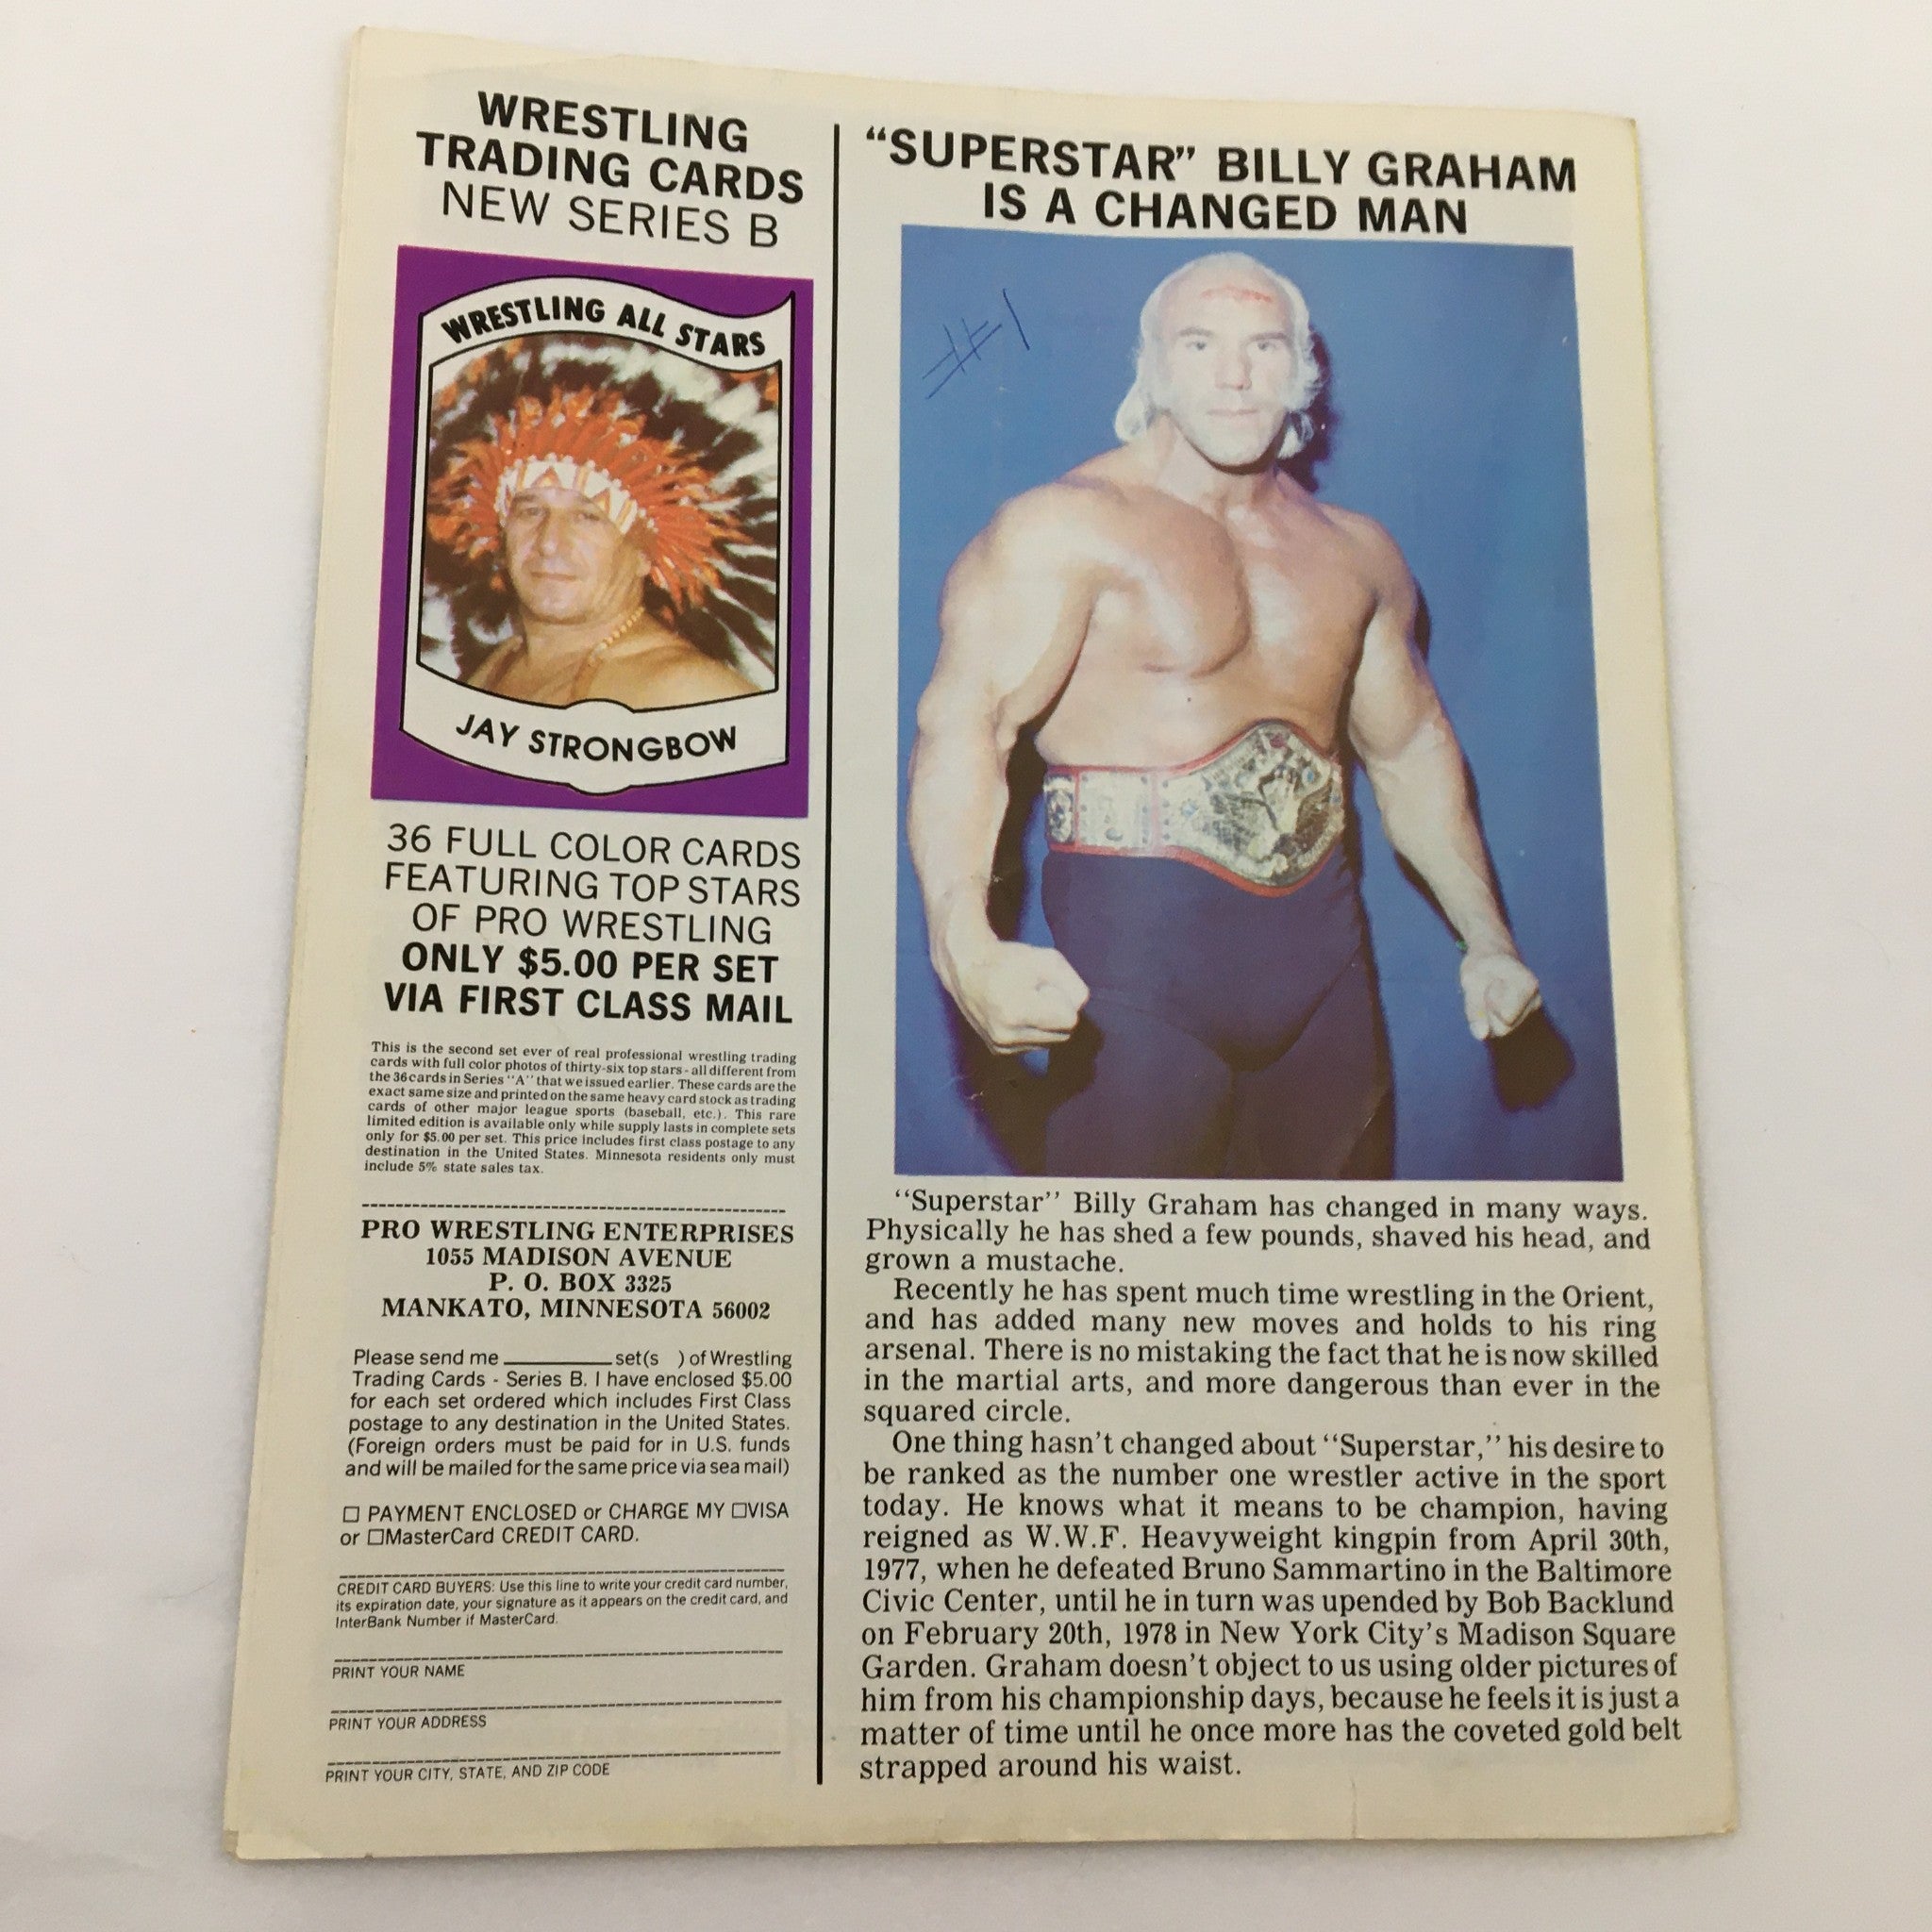 WRESTLING
TRADING CARDS
NEW SERIES B
WRESTLING ALL STARS
JAY STRONGBOW
36 FULL COLOR CARDS
FEATURING TOP STARS
OF PRO WRESTLING
ONLY $5.00 PER SET
VIA FIRST CLASS MAIL
This is the second set ever of real professional wrestling trading
cards with full color photos of thirty-six top stars - all different from
the 36 cards in Series "A" that we issued earlier. These cards are the
exact same size and printed on the same heavy card stock as trading
cards of other major league sports (baseball, etc.). This rare
limited edition is available only while supply lasts in complete sets
only for $5.00 per set. This price includes first class postage to any
destination in the United States. Minnesota residents only must
include 5% state sales tax.
PRO WRESTLING ENTERPRISES
1055 MADISON AVENUE
P. O. BOX 3325
MANKATO, MINNESOTA 56002
Please send me ________ set(s ) of Wrestling
Trading Cards - Series B. I have enclosed $5.00
for each set ordered which includes First Class
postage to any destination in the United States.
(Foreign orders must be paid for in U.S. funds
and will be mailed for the same price via sea mail)
☐ PAYMENT ENCLOSED or CHARGE MY ☐VISA
or ☐MasterCard CREDIT CARD.
CREDIT CARD BUYERS: Use this line to write your credit card number,
its expiration date, your signature as it appears on the credit card, and
InterBank Number if MasterCard.
PRINT YOUR NAME
PRINT YOUR ADDRESS
PRINT YOUR CITY, STATE, AND ZIP CODE
"SUPERSTAR" BILLY GRAHAM
IS A CHANGED MAN
#1
"Superstar" Billy Graham has changed in many ways.
Physically he has shed a few pounds, shaved his head, and
grown a mustache.
Recently he has spent much time wrestling in the Orient,
and has added many new moves and holds to his ring
arsenal. There is no mistaking the fact that he is now skilled
in the martial arts, and more dangerous than ever in the
squared circle.
One thing hasn't changed about "Superstar," his desire to
be ranked as the number one wrestler active in the sport
today. He knows what it means to be champion, having
reigned as W.W.F. Heavyweight kingpin from April 30th,
1977, when he defeated Bruno Sammartino in the Baltimore
Civic Center, until he in turn was upended by Bob Backlund
on February 20th, 1978 in New York City's Madison Square
Garden. Graham doesn't object to us using older pictures of
him from his championship days, because he feels it is just a
matter of time until he once more has the coveted gold belt
strapped around his waist.